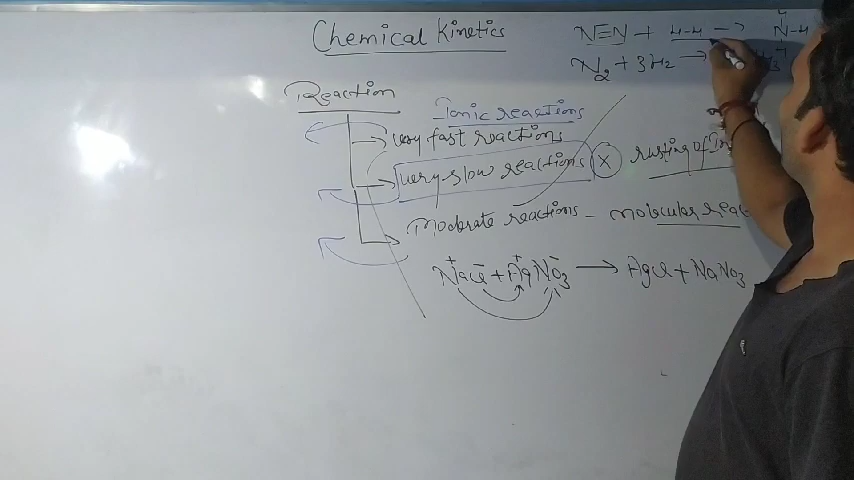 Chemical Kinetics
N≡N + H-H →
N-H
N₂ + 3H₂ →
Reaction
Ionic reactions
very fast reactions
very slow reactions × rusting of
Moderate reactions - molecular
Na⁺Cl⁻ + Ag⁺NO₃⁻ → AgCl + NaNO₃